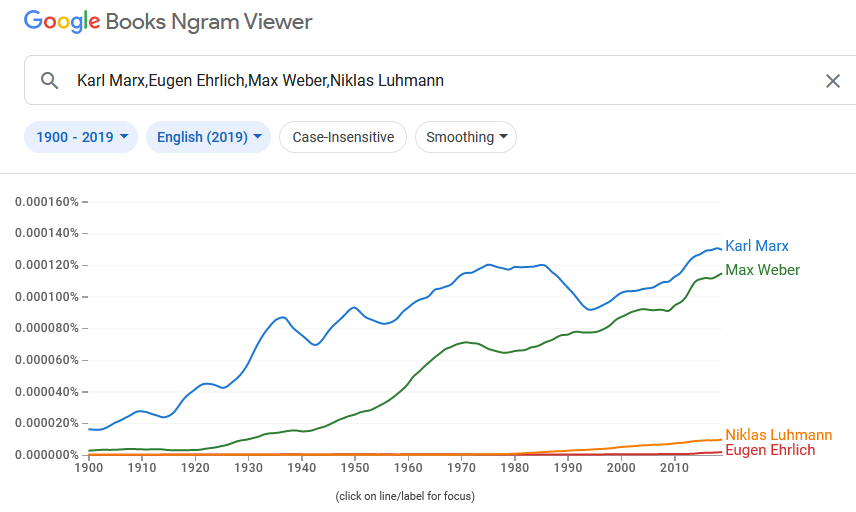 Google Books Ngram Viewer
Karl Marx,Eugen Ehrlich,Max Weber,Niklas Luhmann
1900 - 2019 English (2019) Case-Insensitive Smoothing
0.000160%
0.000140%
Karl Marx
0.000120%
Max Weber
0.000100%
0.000080%
0.000060%
0.000040%
0.000020%
Niklas Luhmann
Eugen Ehrlich
0.000000%
1900 1910 1920 1930 1940 1950 1960 1970 1980 1990 2000 2010
(click on line/label for focus)